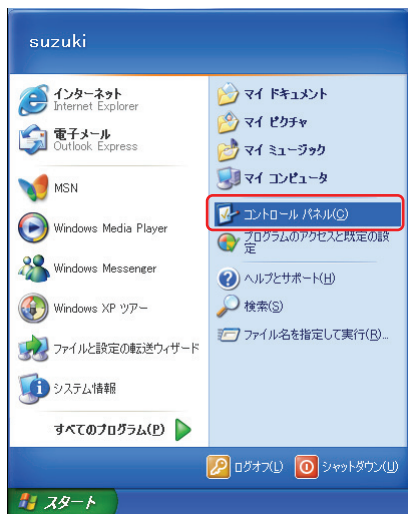 suzuki
インターネット
Internet Explorer
電子メール
Outlook Express
MSN
Windows Media Player
Windows Messenger
Windows XP ツアー
ファイルと設定の転送ウィザード
システム情報
すべてのプログラム(P)
マイ ドキュメント
マイ ピクチャ
マイ ミュージック
マイ コンピュータ
コントロール パネル(C)
プログラムのアクセスと既定の設
定
ヘルプとサポート(H)
検索(S)
ファイル名を指定して実行(R)...
ログオフ(L)
シャットダウン(U)
スタート